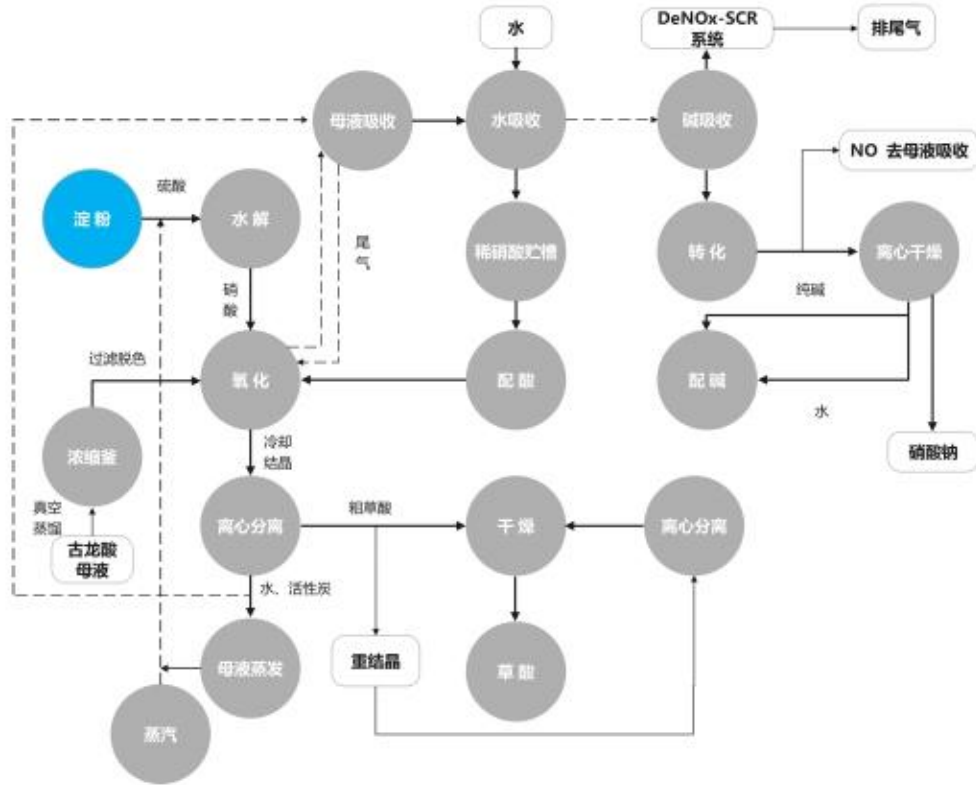 水
DeNOx-SCR
系统
排尾气
母液吸收
水吸收
碱吸收
NO 去母液吸收
硫酸
淀粉
水解
尾
气
稀硝酸贮槽
转化
离心干燥
硝
酸
纯碱
过滤脱色
氧化
配酸
配碱
水
冷却
结晶
浓缩釜
硝酸钠
真空
蒸馏
古龙酸
母液
离心分离
粗草酸
干燥
离心分离
水、活性炭
母液蒸发
重结晶
草酸
蒸汽